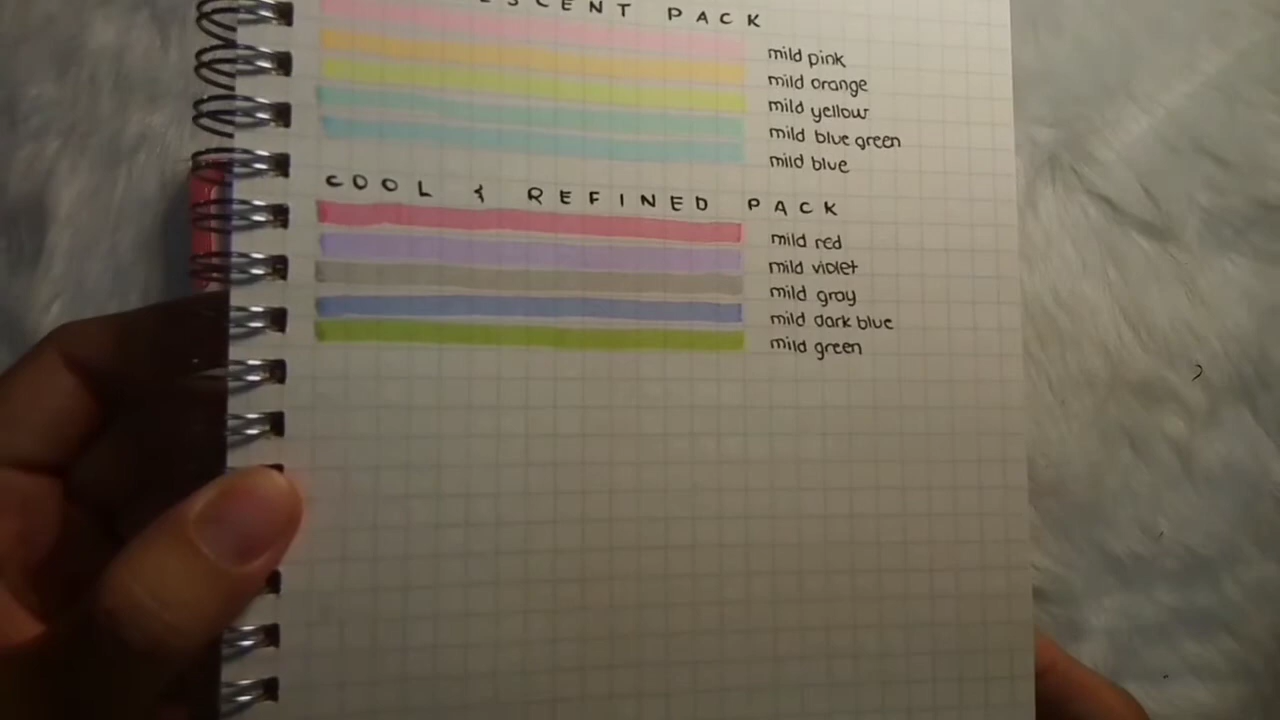 PACK
mild pink
mild orange
mild yellow
mild blue green
mild blue
COOL & REFINED PACK
mild red
mild violet
mild gray
mild dark blue
mild green